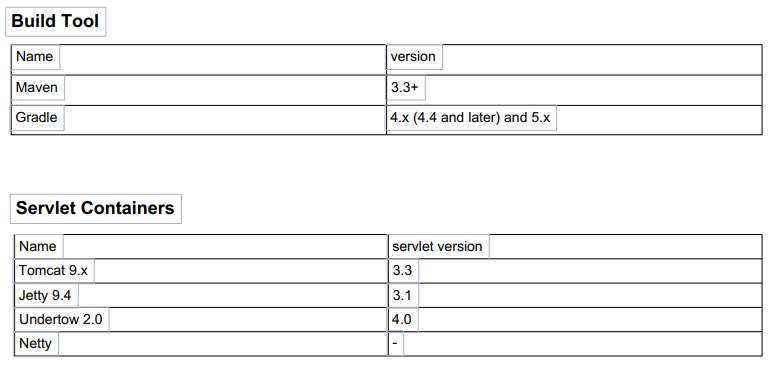 Build Tool
Name version
Maven 3.3+
Gradle 4.x (4.4 and later) and 5.x
Servlet Containers
Name servlet version
Tomcat 9.x 3.3
Jetty 9.4 3.1
Undertow 2.0 4.0
Netty -